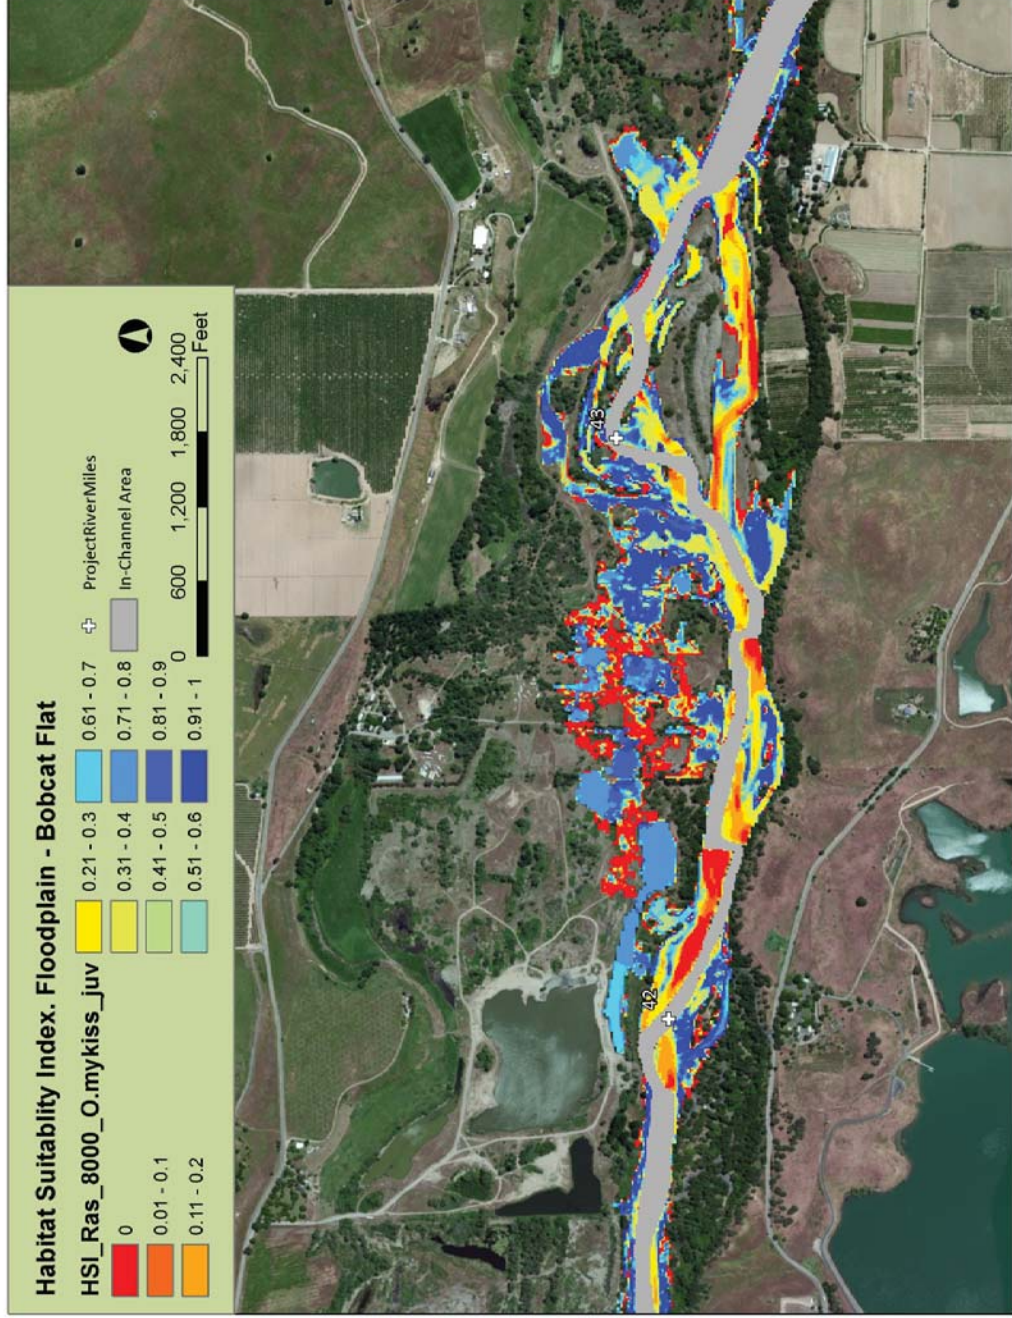 Habitat Suitablity Index. Floodplain - Bobcat Flat
HSI_Ras_8000_O.mykiss_juv
0
0.01 - 0.1
0.11 - 0.2
0.21 - 0.3
0.31 - 0.4
0.41 - 0.5
0.51 - 0.6
0.61 - 0.7
0.71 - 0.8
0.81 - 0.9
0.91 - 1
ProjectRiverMiles
In-Channel Area
0 600 1,200 1,800 2,400
Feet
42
43